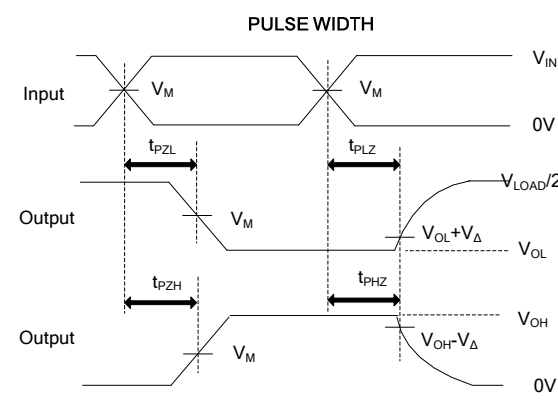 PULSE WIDTH
V_IN
Input
V_M
V_M
0V
t_PZL
t_PLZ
V_LOAD/2
Output
V_M
V_OL+V_Δ
V_OL
t_PZH
t_PHZ
V_OH
Output
V_M
V_OH-V_Δ
0V